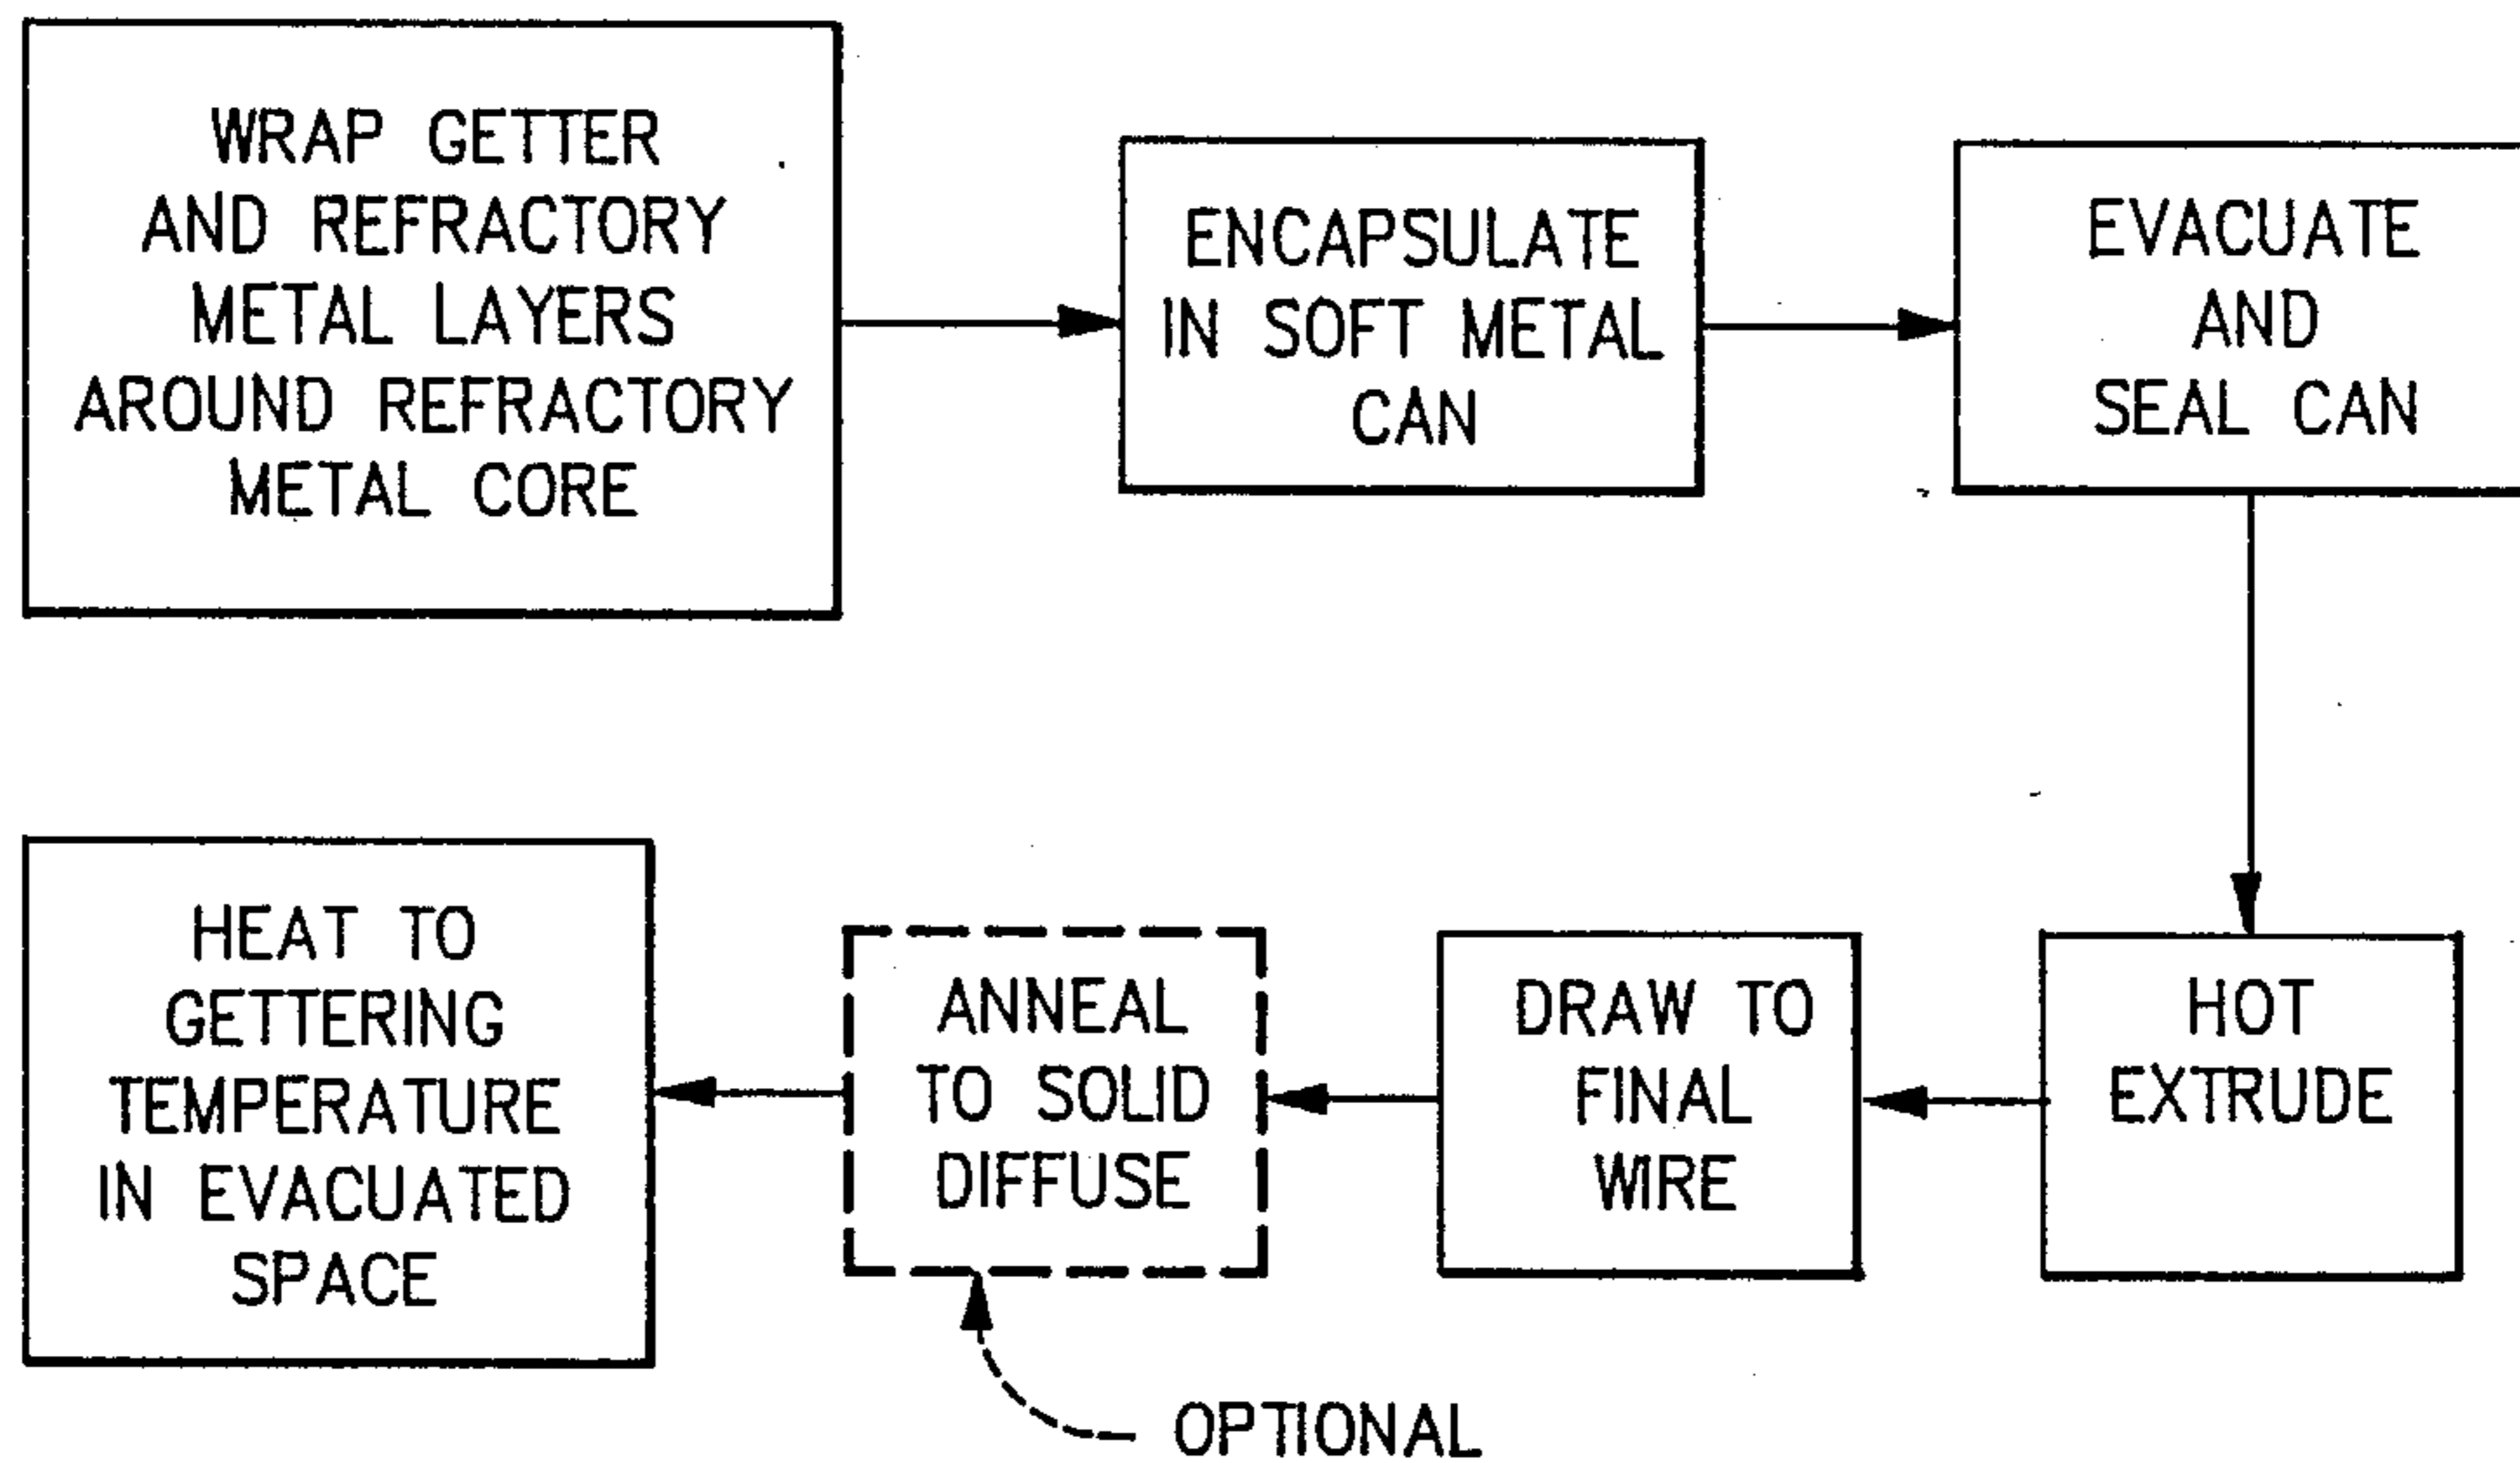 WRAP GETTER
AND REFRACTORY
METAL LAYERS
AROUND REFRACTORY
METAL CORE
ENCAPSULATE
IN SOFT METAL
CAN
EVACUATE
AND
SEAL CAN
HOT
EXTRUDE
DRAW TO
FINAL
WIRE
ANNEAL
TO SOLID
DIFFUSE
OPTIONAL
HEAT TO
GETTERING
TEMPERATURE
IN EVACUATED
SPACE